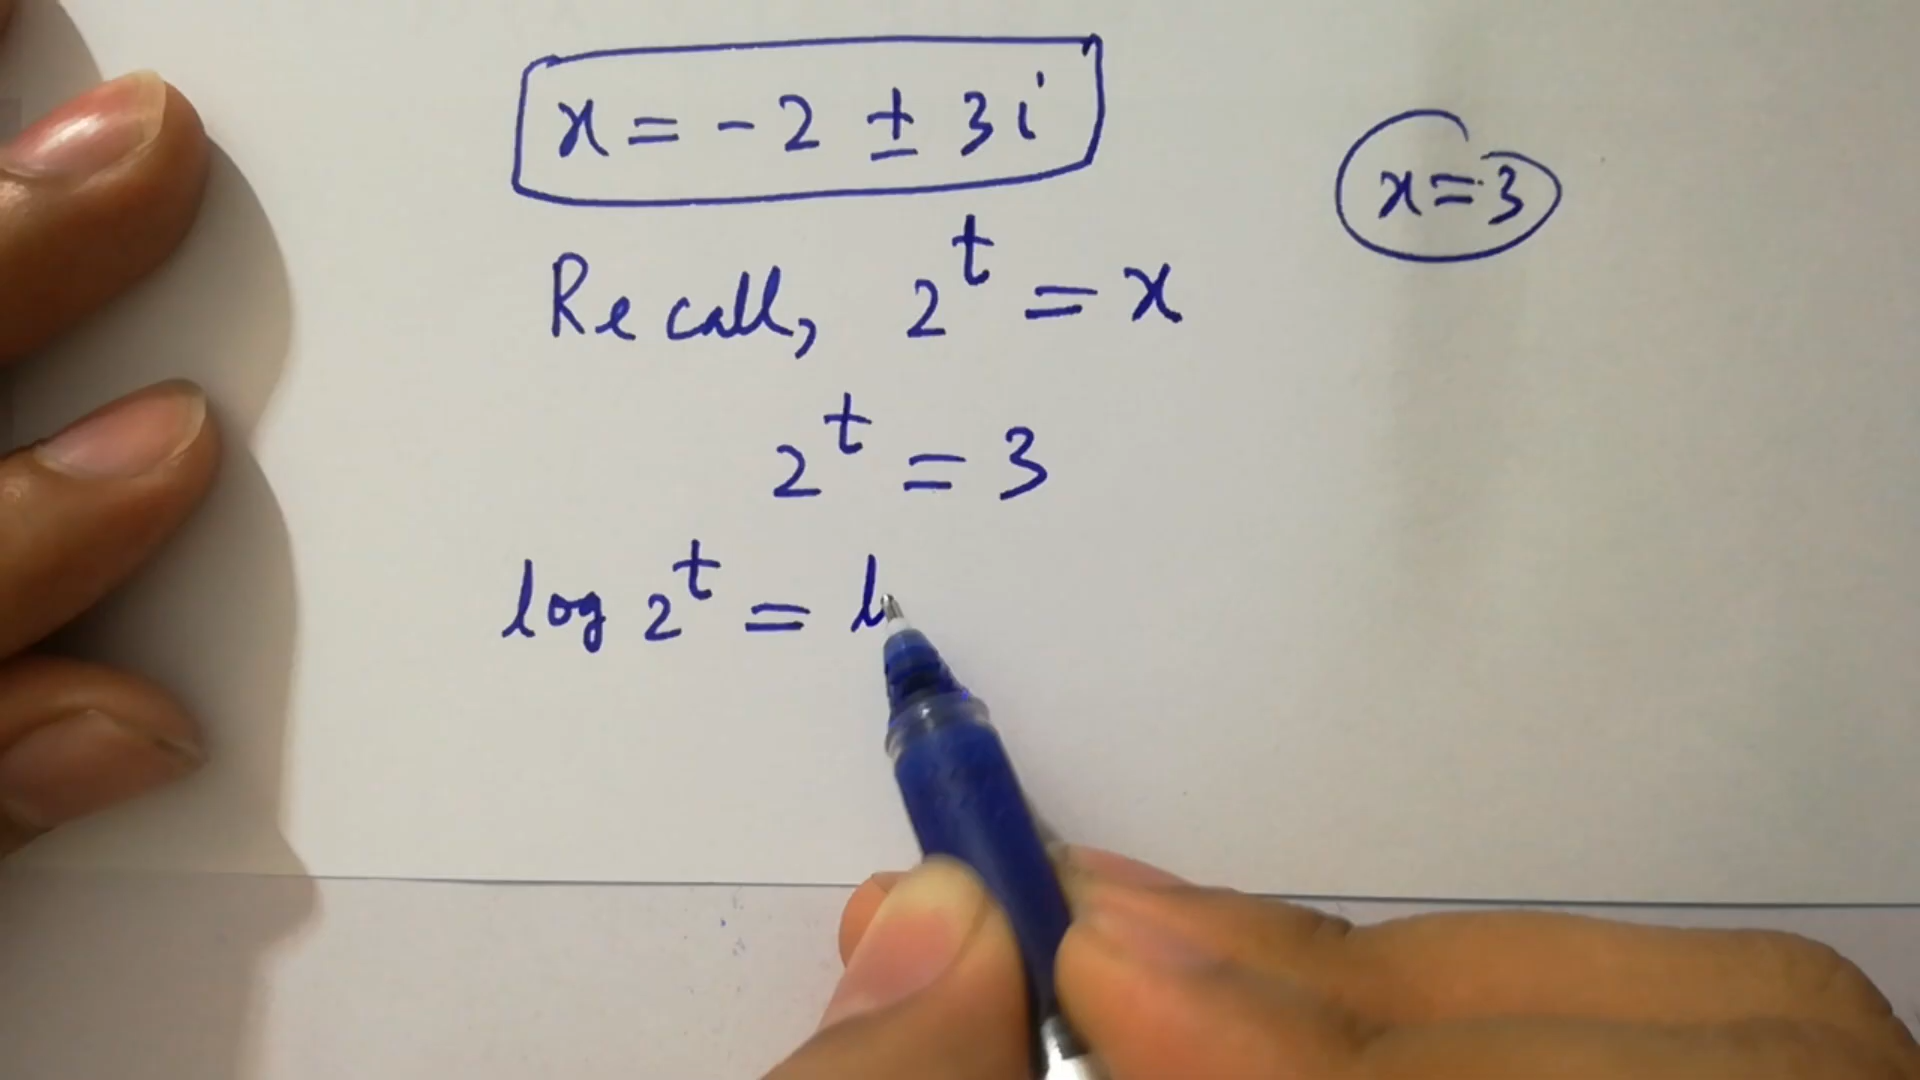 x = -2 ± 3i
x = 3
Recall, 2^t = x
2^t = 3
log 2^t = l